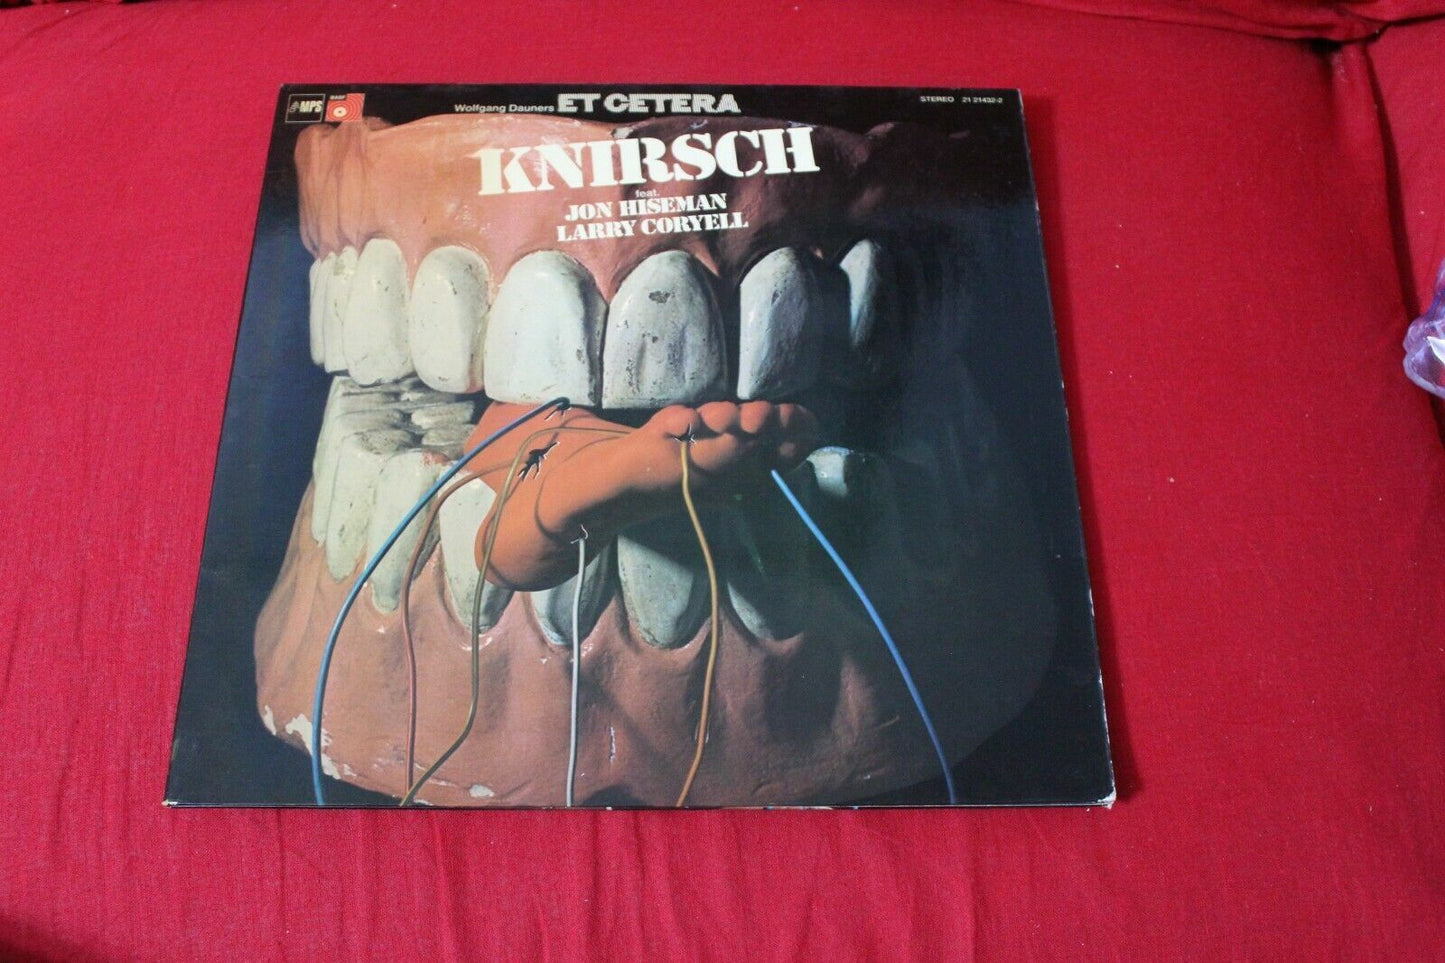 MPS
BASF
Wolfgang Dauners ET CETERA
STEREO 21 21432-2
KNIRSCH
feat.
JON HISEMAN
LARRY CORYELL